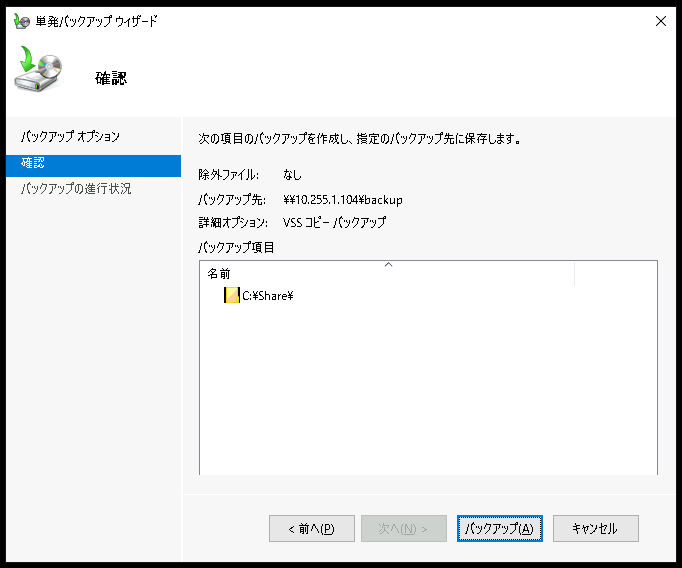 単発バックアップ ウィザード
確認
バックアップ オプション
確認
バックアップの進行状況
次の項目のバックアップを作成し、指定のバックアップ先に保存します。
除外ファイル: なし
バックアップ先: ¥¥10.255.1.104¥backup
詳細オプション: VSS コピー バックアップ
バックアップ項目
名前
C:¥Share¥
< 前へ(P) 次へ(N) > バックアップ(A) キャンセル